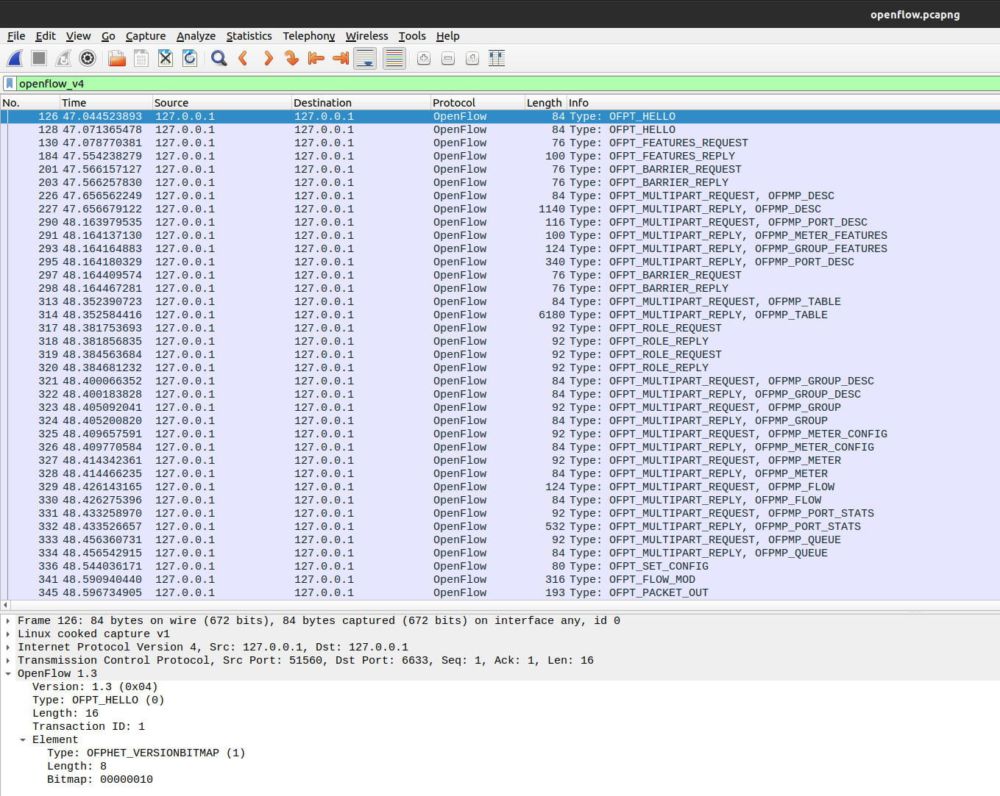 openflow.pcapng
File Edit View Go Capture Analyze Statistics Telephony Wireless Tools Help
openflow_v4
No. Time Source Destination Protocol Length Info
126 47.044523893 127.0.0.1 127.0.0.1 OpenFlow 84 Type: OFPT_HELLO
128 47.071365478 127.0.0.1 127.0.0.1 OpenFlow 84 Type: OFPT_HELLO
130 47.078770381 127.0.0.1 127.0.0.1 OpenFlow 76 Type: OFPT_FEATURES_REQUEST
184 47.554238279 127.0.0.1 127.0.0.1 OpenFlow 100 Type: OFPT_FEATURES_REPLY
201 47.566157127 127.0.0.1 127.0.0.1 OpenFlow 76 Type: OFPT_BARRIER_REQUEST
203 47.566257830 127.0.0.1 127.0.0.1 OpenFlow 76 Type: OFPT_BARRIER_REPLY
226 47.656562249 127.0.0.1 127.0.0.1 OpenFlow 84 Type: OFPT_MULTIPART_REQUEST, OFPMP_DESC
227 47.656679122 127.0.0.1 127.0.0.1 OpenFlow 1140 Type: OFPT_MULTIPART_REPLY, OFPMP_DESC
290 48.163979535 127.0.0.1 127.0.0.1 OpenFlow 116 Type: OFPT_MULTIPART_REQUEST, OFPMP_PORT_DESC
291 48.164137130 127.0.0.1 127.0.0.1 OpenFlow 100 Type: OFPT_MULTIPART_REPLY, OFPMP_METER_FEATURES
293 48.164164883 127.0.0.1 127.0.0.1 OpenFlow 124 Type: OFPT_MULTIPART_REPLY, OFPMP_GROUP_FEATURES
295 48.164180329 127.0.0.1 127.0.0.1 OpenFlow 340 Type: OFPT_MULTIPART_REPLY, OFPMP_PORT_DESC
297 48.164409574 127.0.0.1 127.0.0.1 OpenFlow 76 Type: OFPT_BARRIER_REQUEST
298 48.164467281 127.0.0.1 127.0.0.1 OpenFlow 76 Type: OFPT_BARRIER_REPLY
313 48.352390723 127.0.0.1 127.0.0.1 OpenFlow 84 Type: OFPT_MULTIPART_REQUEST, OFPMP_TABLE
314 48.352584416 127.0.0.1 127.0.0.1 OpenFlow 6180 Type: OFPT_MULTIPART_REPLY, OFPMP_TABLE
317 48.381753693 127.0.0.1 127.0.0.1 OpenFlow 92 Type: OFPT_ROLE_REQUEST
318 48.381856835 127.0.0.1 127.0.0.1 OpenFlow 92 Type: OFPT_ROLE_REPLY
319 48.384563684 127.0.0.1 127.0.0.1 OpenFlow 92 Type: OFPT_ROLE_REQUEST
320 48.384681232 127.0.0.1 127.0.0.1 OpenFlow 92 Type: OFPT_ROLE_REPLY
321 48.400066352 127.0.0.1 127.0.0.1 OpenFlow 84 Type: OFPT_MULTIPART_REQUEST, OFPMP_GROUP_DESC
322 48.400183828 127.0.0.1 127.0.0.1 OpenFlow 84 Type: OFPT_MULTIPART_REPLY, OFPMP_GROUP_DESC
323 48.405092041 127.0.0.1 127.0.0.1 OpenFlow 92 Type: OFPT_MULTIPART_REQUEST, OFPMP_GROUP
324 48.405200820 127.0.0.1 127.0.0.1 OpenFlow 84 Type: OFPT_MULTIPART_REPLY, OFPMP_GROUP
325 48.409657591 127.0.0.1 127.0.0.1 OpenFlow 92 Type: OFPT_MULTIPART_REQUEST, OFPMP_METER_CONFIG
326 48.409770584 127.0.0.1 127.0.0.1 OpenFlow 84 Type: OFPT_MULTIPART_REPLY, OFPMP_METER_CONFIG
327 48.414342361 127.0.0.1 127.0.0.1 OpenFlow 92 Type: OFPT_MULTIPART_REQUEST, OFPMP_METER
328 48.414466235 127.0.0.1 127.0.0.1 OpenFlow 84 Type: OFPT_MULTIPART_REPLY, OFPMP_METER
329 48.426143165 127.0.0.1 127.0.0.1 OpenFlow 124 Type: OFPT_MULTIPART_REQUEST, OFPMP_FLOW
330 48.426275396 127.0.0.1 127.0.0.1 OpenFlow 84 Type: OFPT_MULTIPART_REPLY, OFPMP_FLOW
331 48.433258970 127.0.0.1 127.0.0.1 OpenFlow 92 Type: OFPT_MULTIPART_REQUEST, OFPMP_PORT_STATS
332 48.433526657 127.0.0.1 127.0.0.1 OpenFlow 532 Type: OFPT_MULTIPART_REPLY, OFPMP_PORT_STATS
333 48.456360731 127.0.0.1 127.0.0.1 OpenFlow 92 Type: OFPT_MULTIPART_REQUEST, OFPMP_QUEUE
334 48.456542915 127.0.0.1 127.0.0.1 OpenFlow 84 Type: OFPT_MULTIPART_REPLY, OFPMP_QUEUE
336 48.544036171 127.0.0.1 127.0.0.1 OpenFlow 80 Type: OFPT_SET_CONFIG
341 48.590940440 127.0.0.1 127.0.0.1 OpenFlow 316 Type: OFPT_FLOW_MOD
345 48.596734905 127.0.0.1 127.0.0.1 OpenFlow 193 Type: OFPT_PACKET_OUT
Frame 126: 84 bytes on wire (672 bits), 84 bytes captured (672 bits) on interface any, id 0
Linux cooked capture v1
Internet Protocol Version 4, Src: 127.0.0.1, Dst: 127.0.0.1
Transmission Control Protocol, Src Port: 51560, Dst Port: 6633, Seq: 1, Ack: 1, Len: 16
OpenFlow 1.3
Version: 1.3 (0x04)
Type: OFPT_HELLO (0)
Length: 16
Transaction ID: 1
Element
Type: OFPHET_VERSIONBITMAP (1)
Length: 8
Bitmap: 00000010